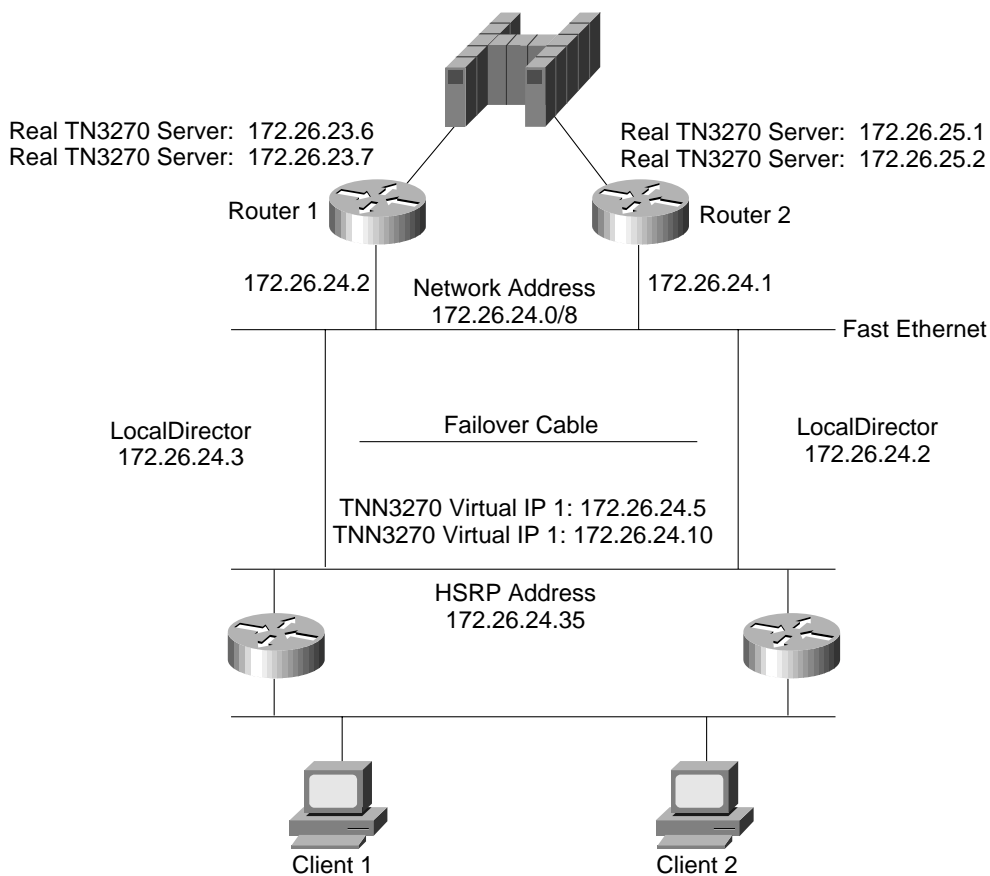 Real TN3270 Server: 172.26.23.6
Real TN3270 Server: 172.26.23.7
Real TN3270 Server: 172.26.25.1
Real TN3270 Server: 172.26.25.2
Router 1
Router 2
172.26.24.2
Network Address
172.26.24.0/8
172.26.24.1
Fast Ethernet
LocalDirector
172.26.24.3
Failover Cable
LocalDirector
172.26.24.2
TNN3270 Virtual IP 1: 172.26.24.5
TNN3270 Virtual IP 1: 172.26.24.10
HSRP Address
172.26.24.35
Client 1
Client 2